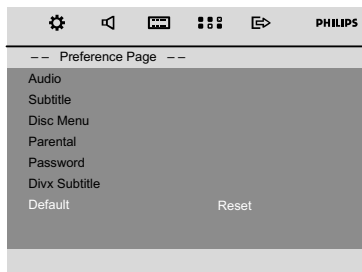 PHILIPS
–– Preference Page ––
Audio
Subtitle
Disc Menu
Parental
Password
Divx Subtitle
Default Reset